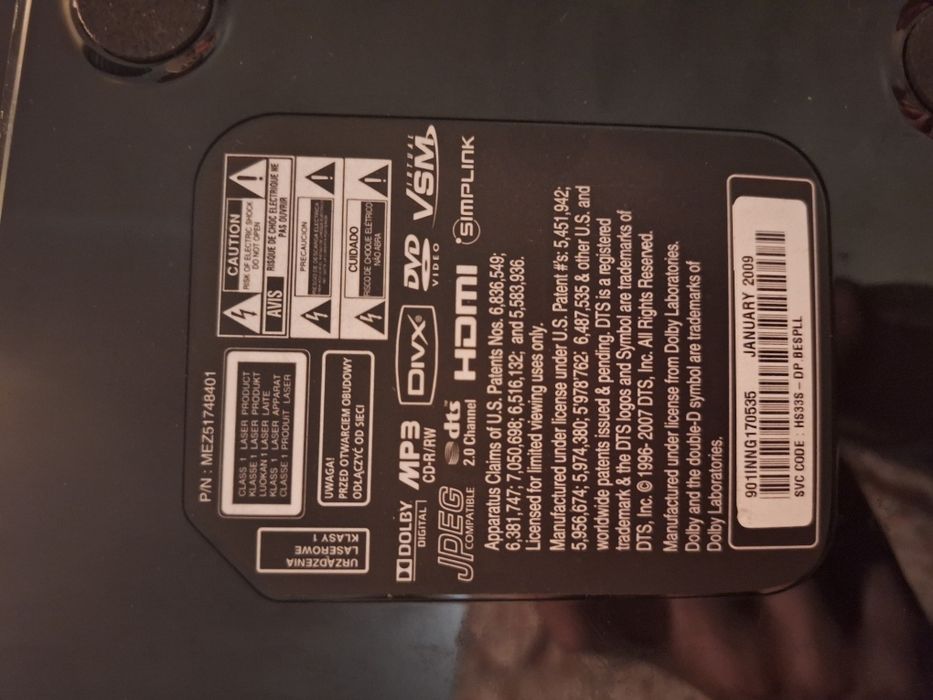 P/N : MEZ51748401
CLASS 1 LASER PRODUCT
KLASSE 1 LASER PRODUKT
LUOKAN 1 LASER LAITE
KLASS 1 LASER APPARAT
CLASSE 1 PRODUIT LASER
CAUTION
RISK OF ELECTRIC SHOCK
DO NOT OPEN
AVIS
RISQUE DE CHOC ELECTRIQUE NE
PAS OUVRIR
PRECAUCION
CUIDADO
RISCO DE CHOQUE ELÉTRICO
NÃO ABRA
URZĄDZENIA
LASEROWE
KLASY 1
UWAGA!
PRZED OTWARCIEM OBUDOWY
ODŁĄCZYĆ OD SIECI
DOLBY
DIGITAL
MP3
CD-R/RW
DIVX
DVD
VIDEO
VIRTUAL
VSM
JPEG
COMPATIBLE
dts
2.0 Channel
HDMI
SIMPLINK
Apparatus Claims of U.S. Patents Nos. 6,836,549;
6,381,747; 7,050,698; 6,516,132; and 5,583,936.
Licensed for limited viewing uses only.
Manufactured under license under U.S. Patent #'s: 5,451,942;
5,956,674; 5,974,380; 5'978'762; 6,487,535 & other U.S. and
worldwide patents issued & pending. DTS is a registered
trademark & the DTS logos and Symbol are trademarks of
DTS, Inc. © 1996- 2007 DTS, Inc. All Rights Reserved.
Manufactured under license from Dolby Laboratories.
Dolby and the double-D symbol are trademarks of
Dolby Laboratories.
901INNG170535 JANUARY 2009
SVC CODE : HS33S - DP.BESPLL